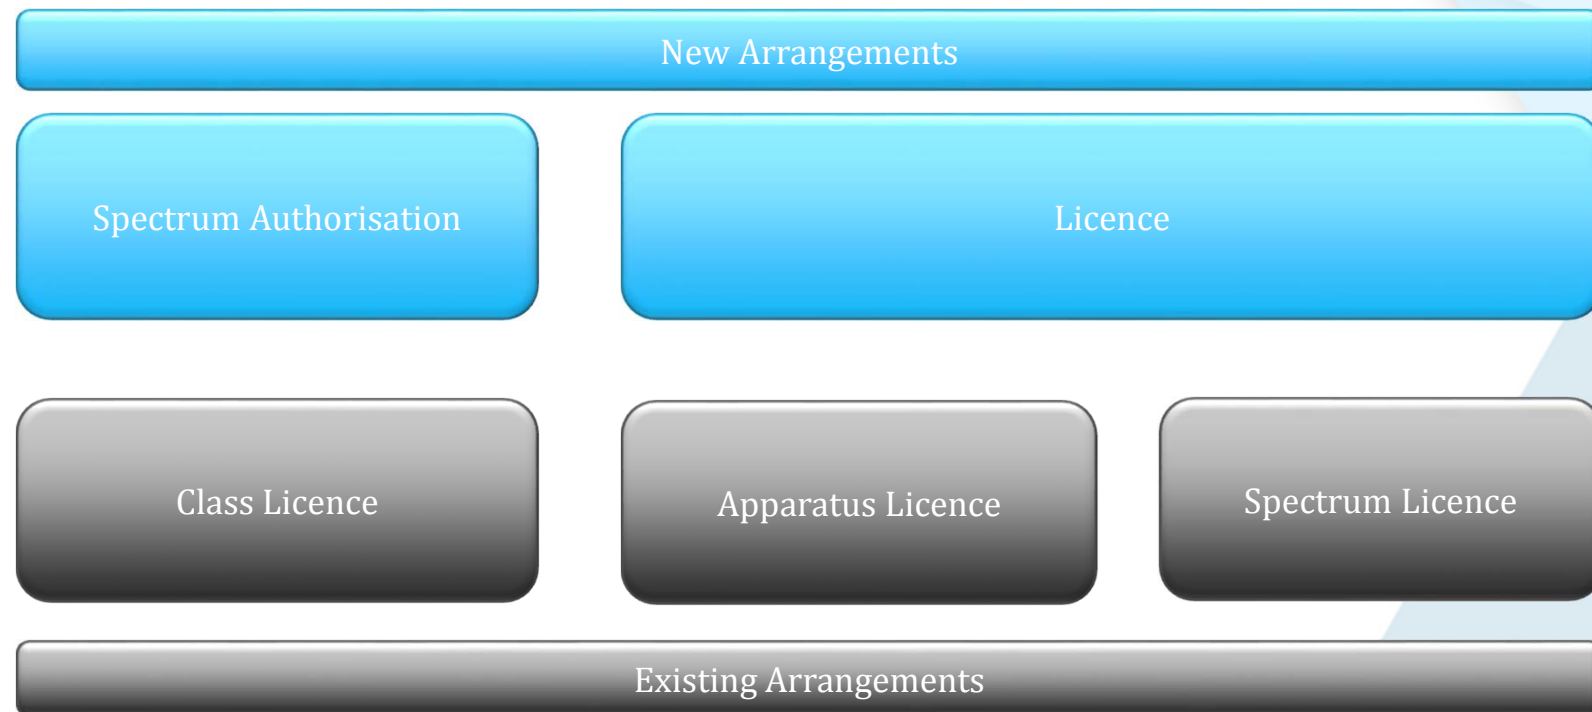 New Arrangements
Spectrum Authorisation
Licence
Class Licence
Apparatus Licence
Spectrum Licence
Existing Arrangements